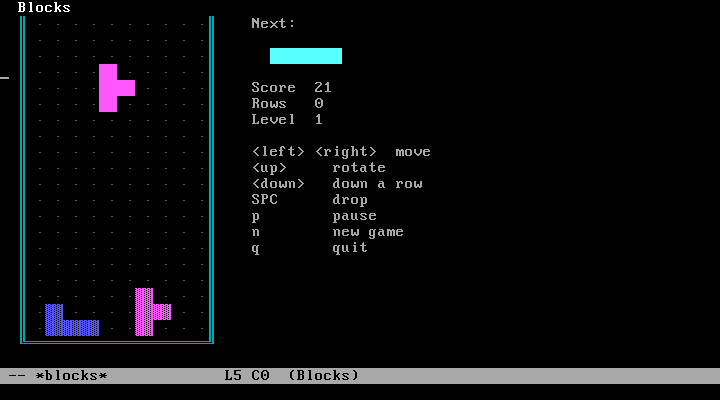 Blocks
Next:
Score  21
Rows   0
Level  1
<left> <right>  move
<up>     rotate
<down>   down a row
SPC      drop
p        pause
n        new game
q        quit
-- *blocks*             L5 C0  (Blocks)